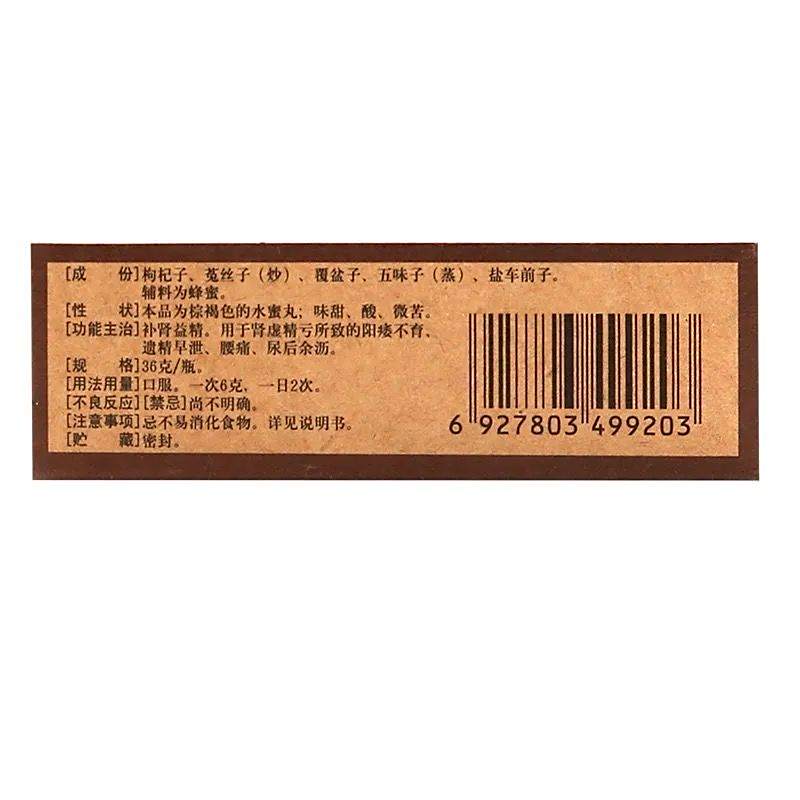 [成　份]枸杞子、菟丝子（炒）、覆盆子、五味子（蒸）、盐车前子。
辅料为蜂蜜。
[性　状]本品为棕褐色的水蜜丸；味甜、酸、微苦。
[功能主治]补肾益精。用于肾虚精亏所致的阳痿不育、
遗精早泄、腰痛、尿后余沥。
[规　格]36克/瓶。
[用法用量]口服。一次6克，一日2次。
[不良反应][禁忌]尚不明确。
[注意事项]忌不易消化食物。详见说明书。
[贮　藏]密封。
6 927803 499203